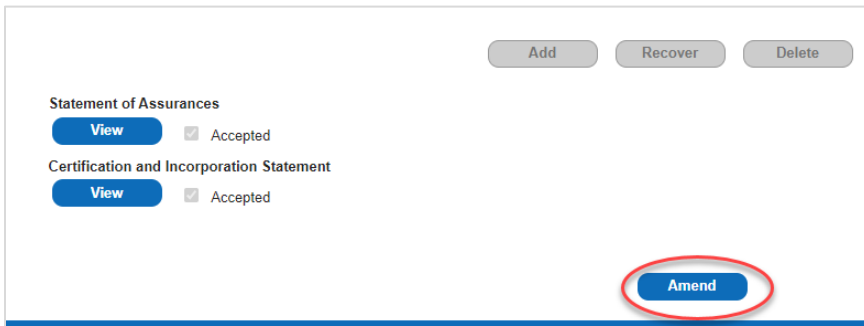 Add Recover Delete
Statement of Assurances
View Accepted
Certification and Incorporation Statement
View Accepted
Amend